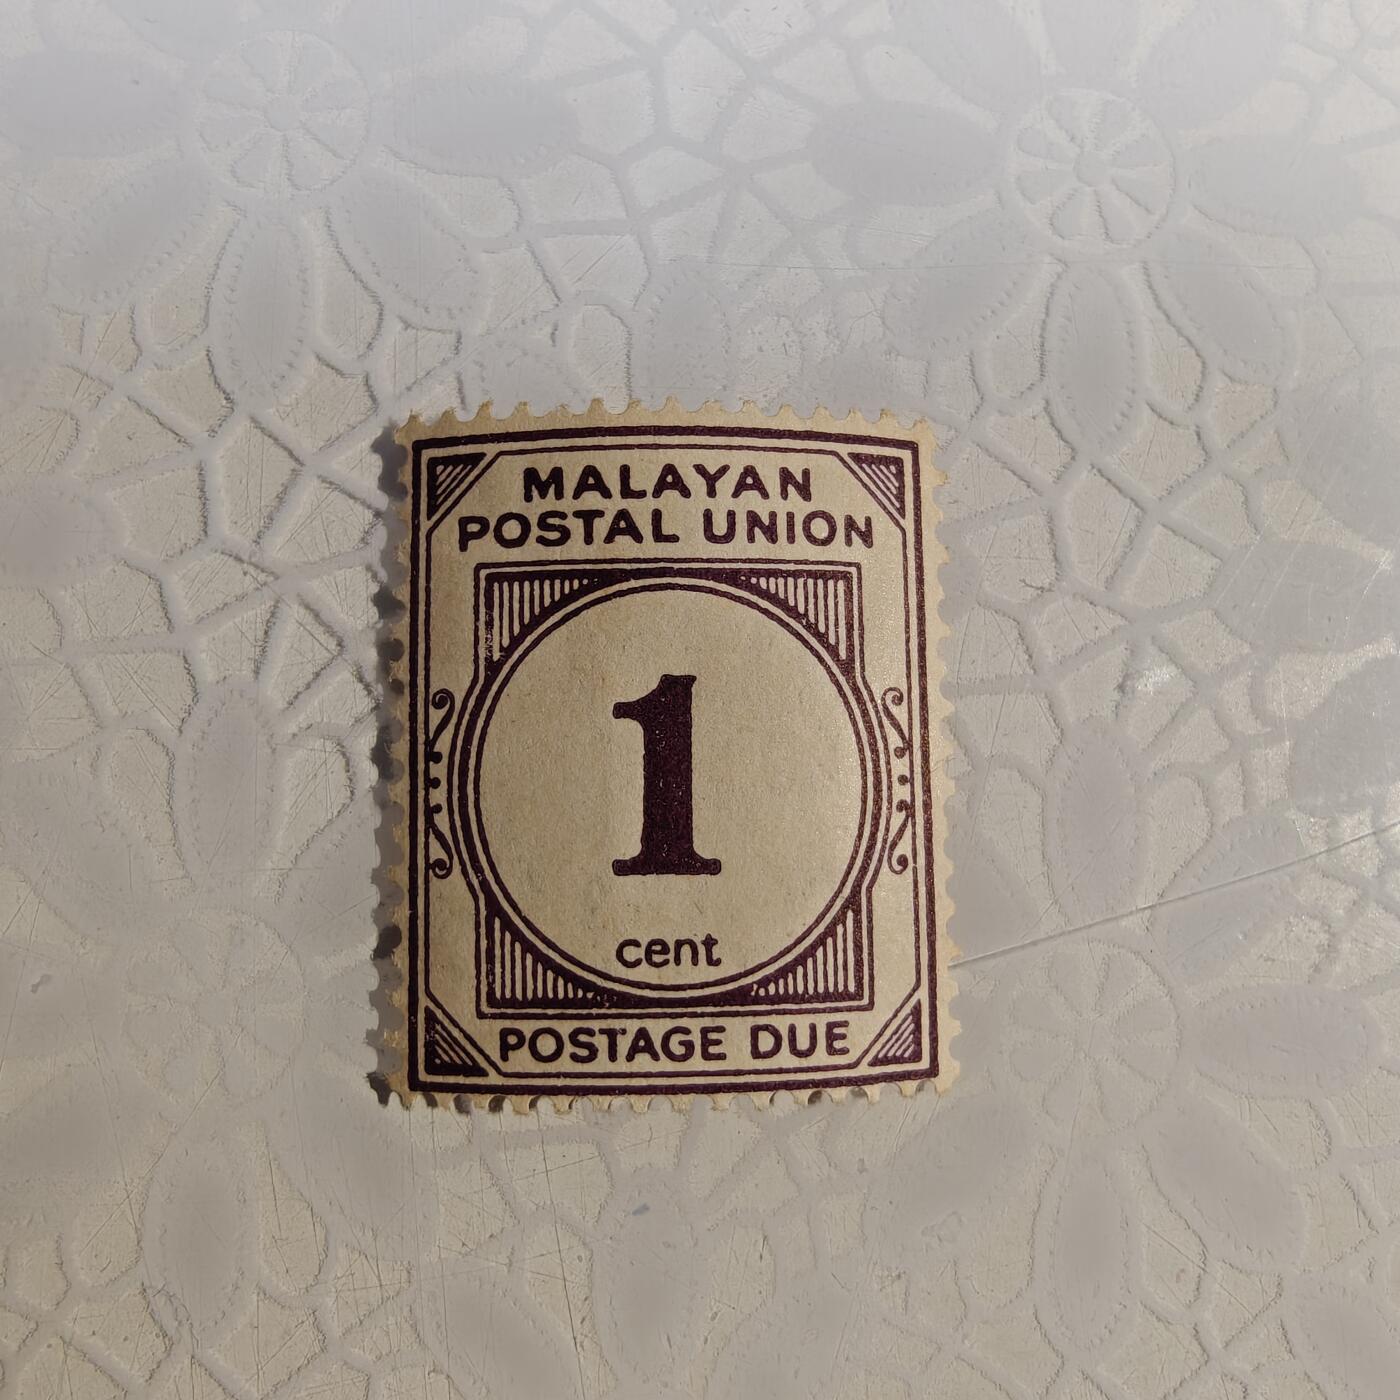 MALAYAN
POSTAL UNION
1
cent
POSTAGE DUE